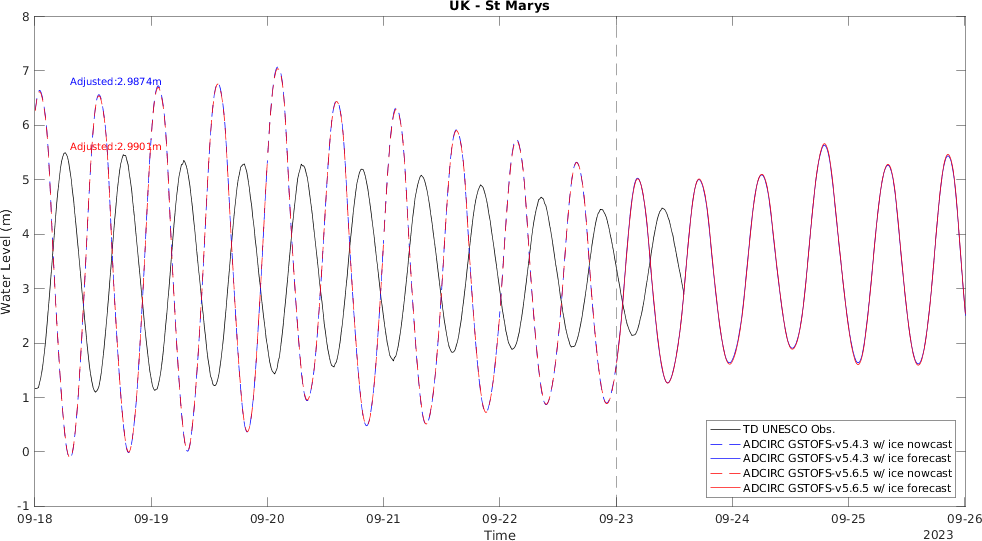 UK - St Marys
8
7
6
5
4
3
2
1
0
-1
Water Level (m)
Adjusted:2.9874m
Adjusted:2.9901m
TD UNESCO Obs.
ADCIRC GSTOFS-v5.4.3 w/ ice nowcast
ADCIRC GSTOFS-v5.4.3 w/ ice forecast
ADCIRC GSTOFS-v5.6.5 w/ ice nowcast
ADCIRC GSTOFS-v5.6.5 w/ ice forecast
09-18 09-19 09-20 09-21 09-22 09-23 09-24 09-25 09-26
Time
2023